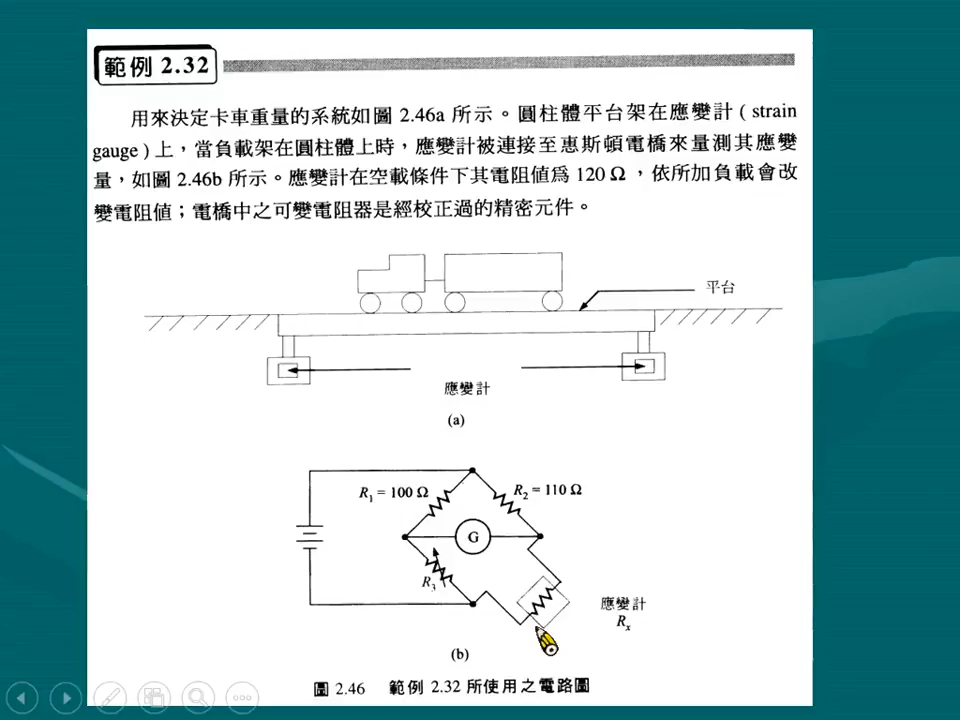 範例 2.32
用來決定卡車重量的系統如圖 2.46a 所示。圓柱體平台架在應變計 ( strain
gauge ) 上，當負載架在圓柱體上時，應變計被連接至惠斯頓電橋來量測其應變
量，如圖 2.46b 所示。應變計在空載條件下其電阻值爲 120 Ω，依所加負載會改
變電阻值；電橋中之可變電阻器是經校正過的精密元件。
平台
應變計
(a)
R₁ = 100 Ω
R₂ = 110 Ω
G
R₃
應變計
Rₓ
(b)
圖 2.46 範例 2.32 所使用之電路圖